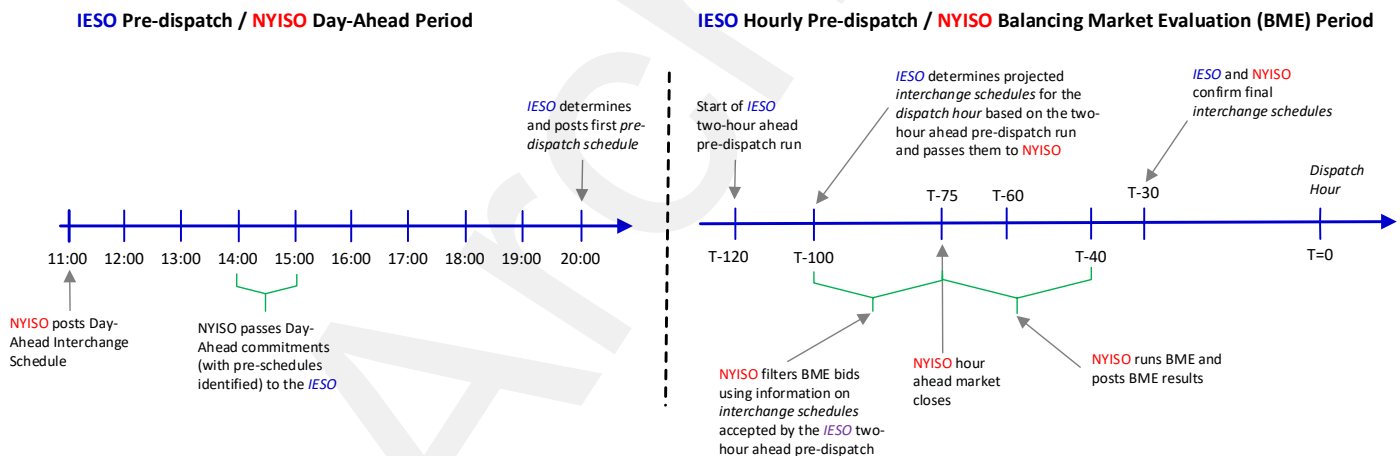 IESO Pre-dispatch / NYISO Day-Ahead Period
IESO Hourly Pre-dispatch / NYISO Balancing Market Evaluation (BME) Period
IESO determines
and posts first pre-
dispatch schedule
Start of IESO
two-hour ahead
pre-dispatch run
IESO determines projected
interchange schedules for the
dispatch hour based on the two-
hour ahead pre-dispatch run
and passes them to NYISO
IESO and NYISO
confirm final
interchange schedules
Dispatch
Hour
T-75
T-60
T-30
11:00
12:00
13:00
14:00
15:00
16:00
17:00
18:00
19:00
20:00
T-120
T-100
T-40
T=0
NYISO posts Day-
Ahead Interchange
Schedule
NYISO passes Day-
Ahead commitments
(with pre-schedules
identified) to the IESO
NYISO filters BME bids
using information on
interchange schedules
accepted by the IESO two-
hour ahead pre-dispatch
NYISO hour
ahead market
closes
NYISO runs BME and
posts BME results